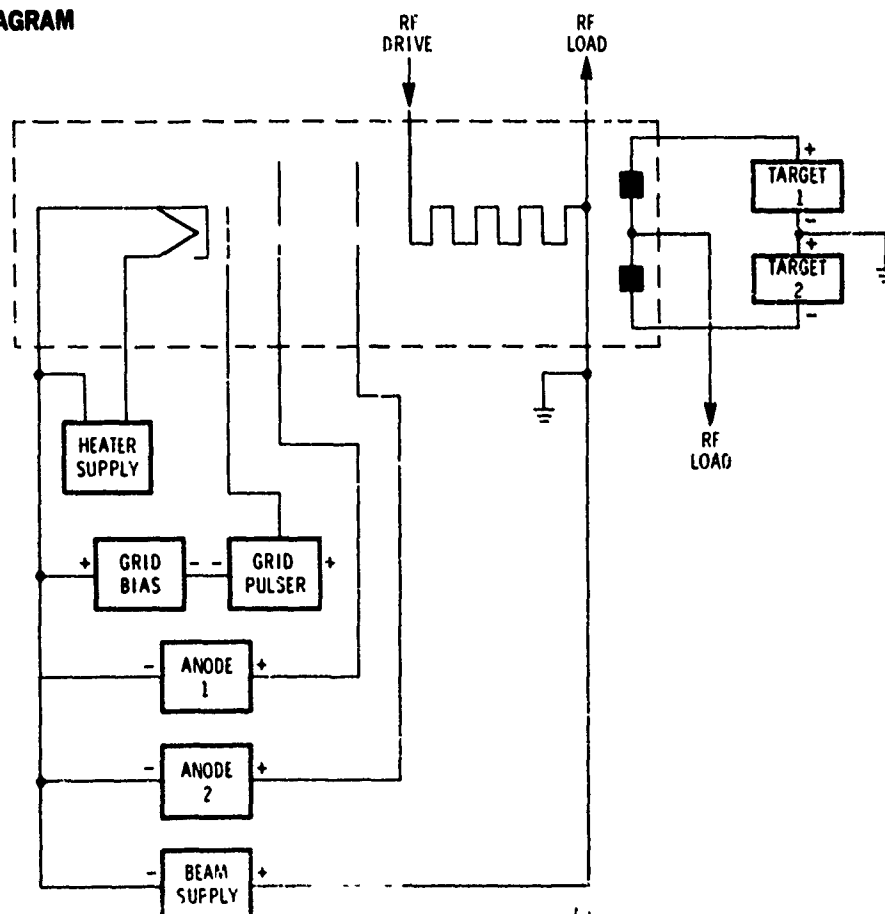 AGRAM
RF
DRIVE
RF
LOAD
+
TARGET
1
-
+
TARGET
2
-
RF
LOAD
HEATER
SUPPLY
+ GRID
BIAS -
- GRID
PULSER +
- ANODE
1 +
- ANODE
2 +
- BEAM
SUPPLY +